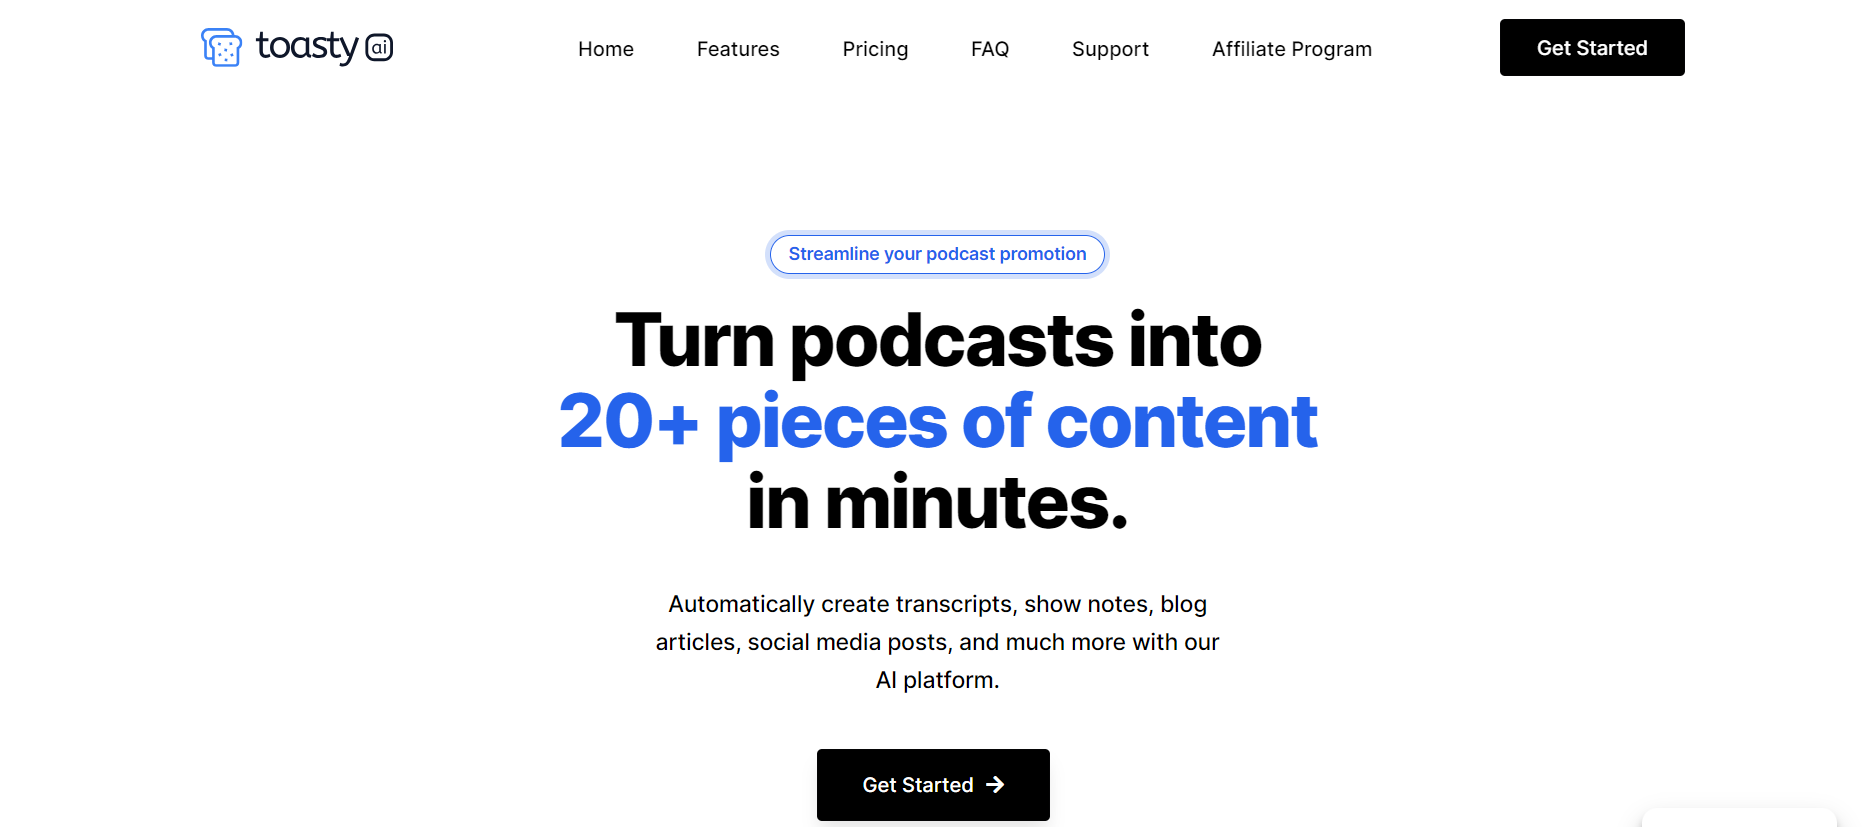 toasty ai
Home
Features
Pricing
FAQ
Support
Affiliate Program
Get Started
Streamline your podcast promotion
Turn podcasts into
20+ pieces of content
in minutes.
Automatically create transcripts, show notes, blog
articles, social media posts, and much more with our
AI platform.
Get Started